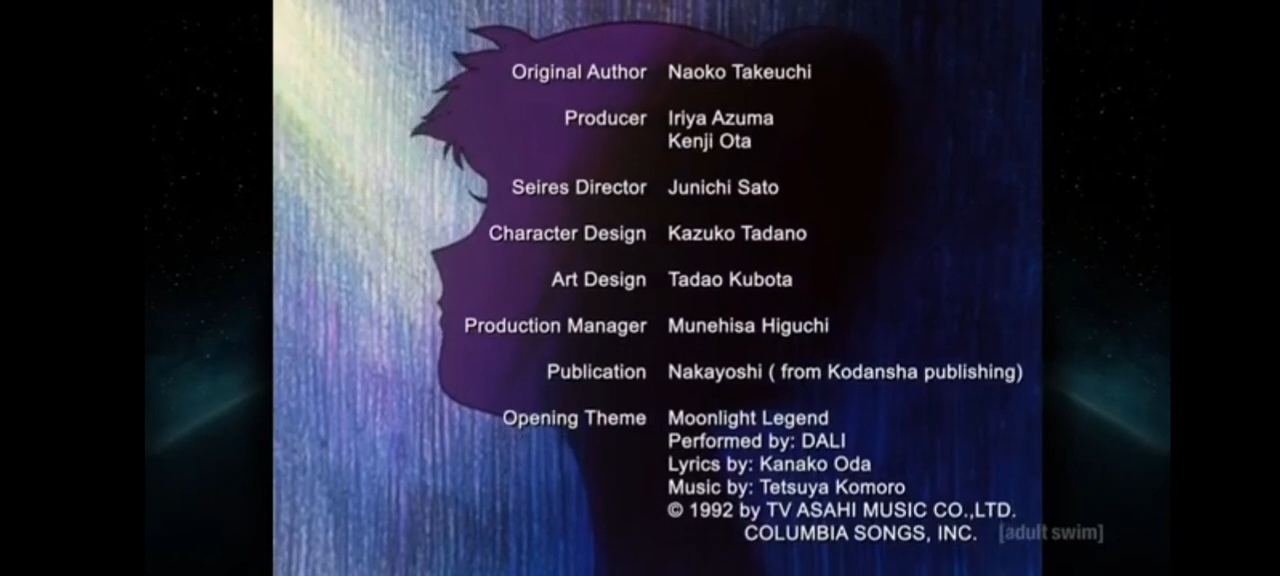 Original Author Naoko Takeuchi
Producer Iriya Azuma
Kenji Ota
Seires Director Junichi Sato
Character Design Kazuko Tadano
Art Design Tadao Kubota
Production Manager Munehisa Higuchi
Publication Nakayoshi ( from Kodansha publishing)
Opening Theme Moonlight Legend
Performed by: DALI
Lyrics by: Kanako Oda
Music by: Tetsuya Komoro
© 1992 by TV ASAHI MUSIC CO.,LTD.
COLUMBIA SONGS, INC.
[adult swim]